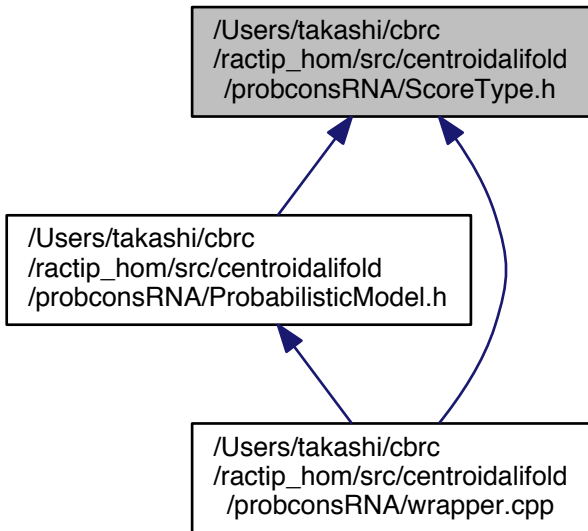 /Users/takashi/cbrc
/ractip_hom/src/centroidalifold
/probconsRNA/ScoreType.h
/Users/takashi/cbrc
/ractip_hom/src/centroidalifold
/probconsRNA/ProbabilisticModel.h
/Users/takashi/cbrc
/ractip_hom/src/centroidalifold
/probconsRNA/wrapper.cpp